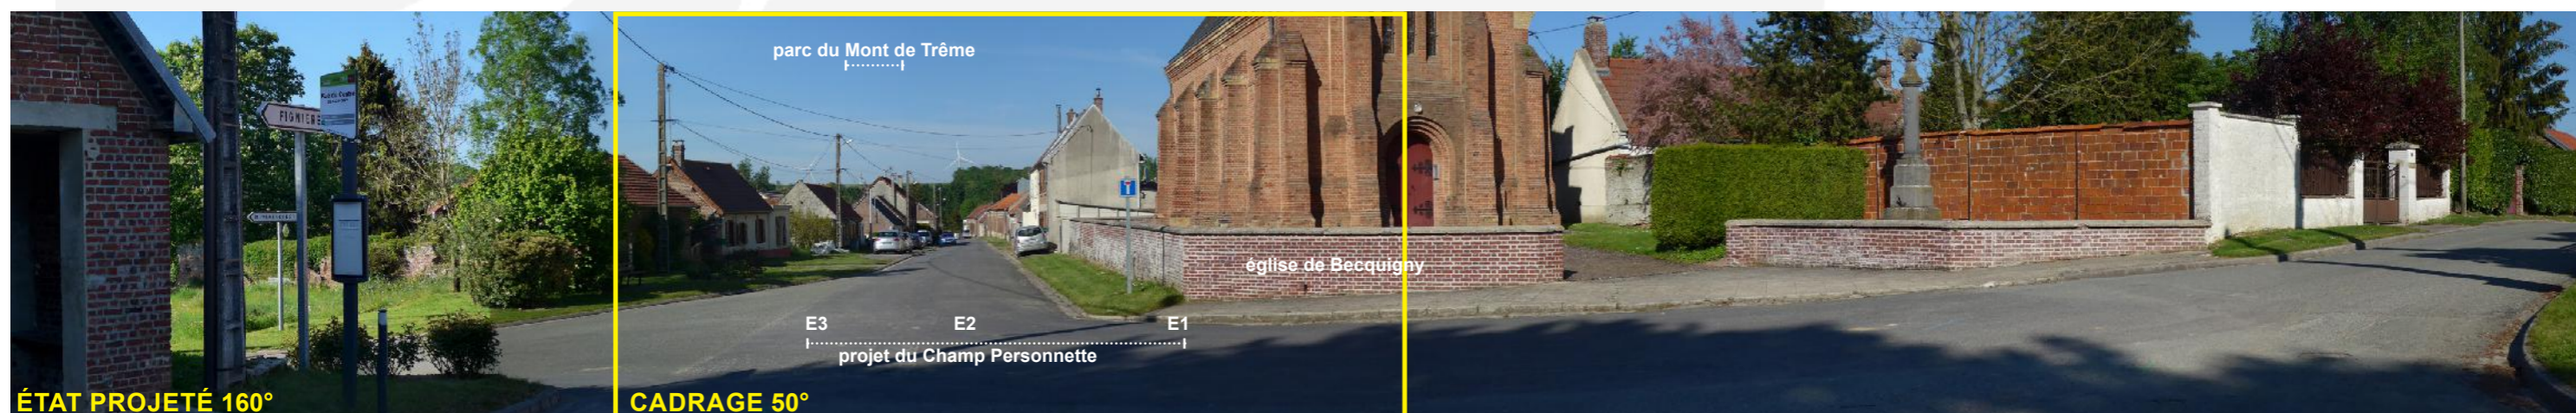 parc du Mont de Trême
FIGNIÈRE
église de Becquigny
E3 E2 E1
projet du Champ Personnette
ÉTAT PROJETÉ 160°
CADRAGE 50°